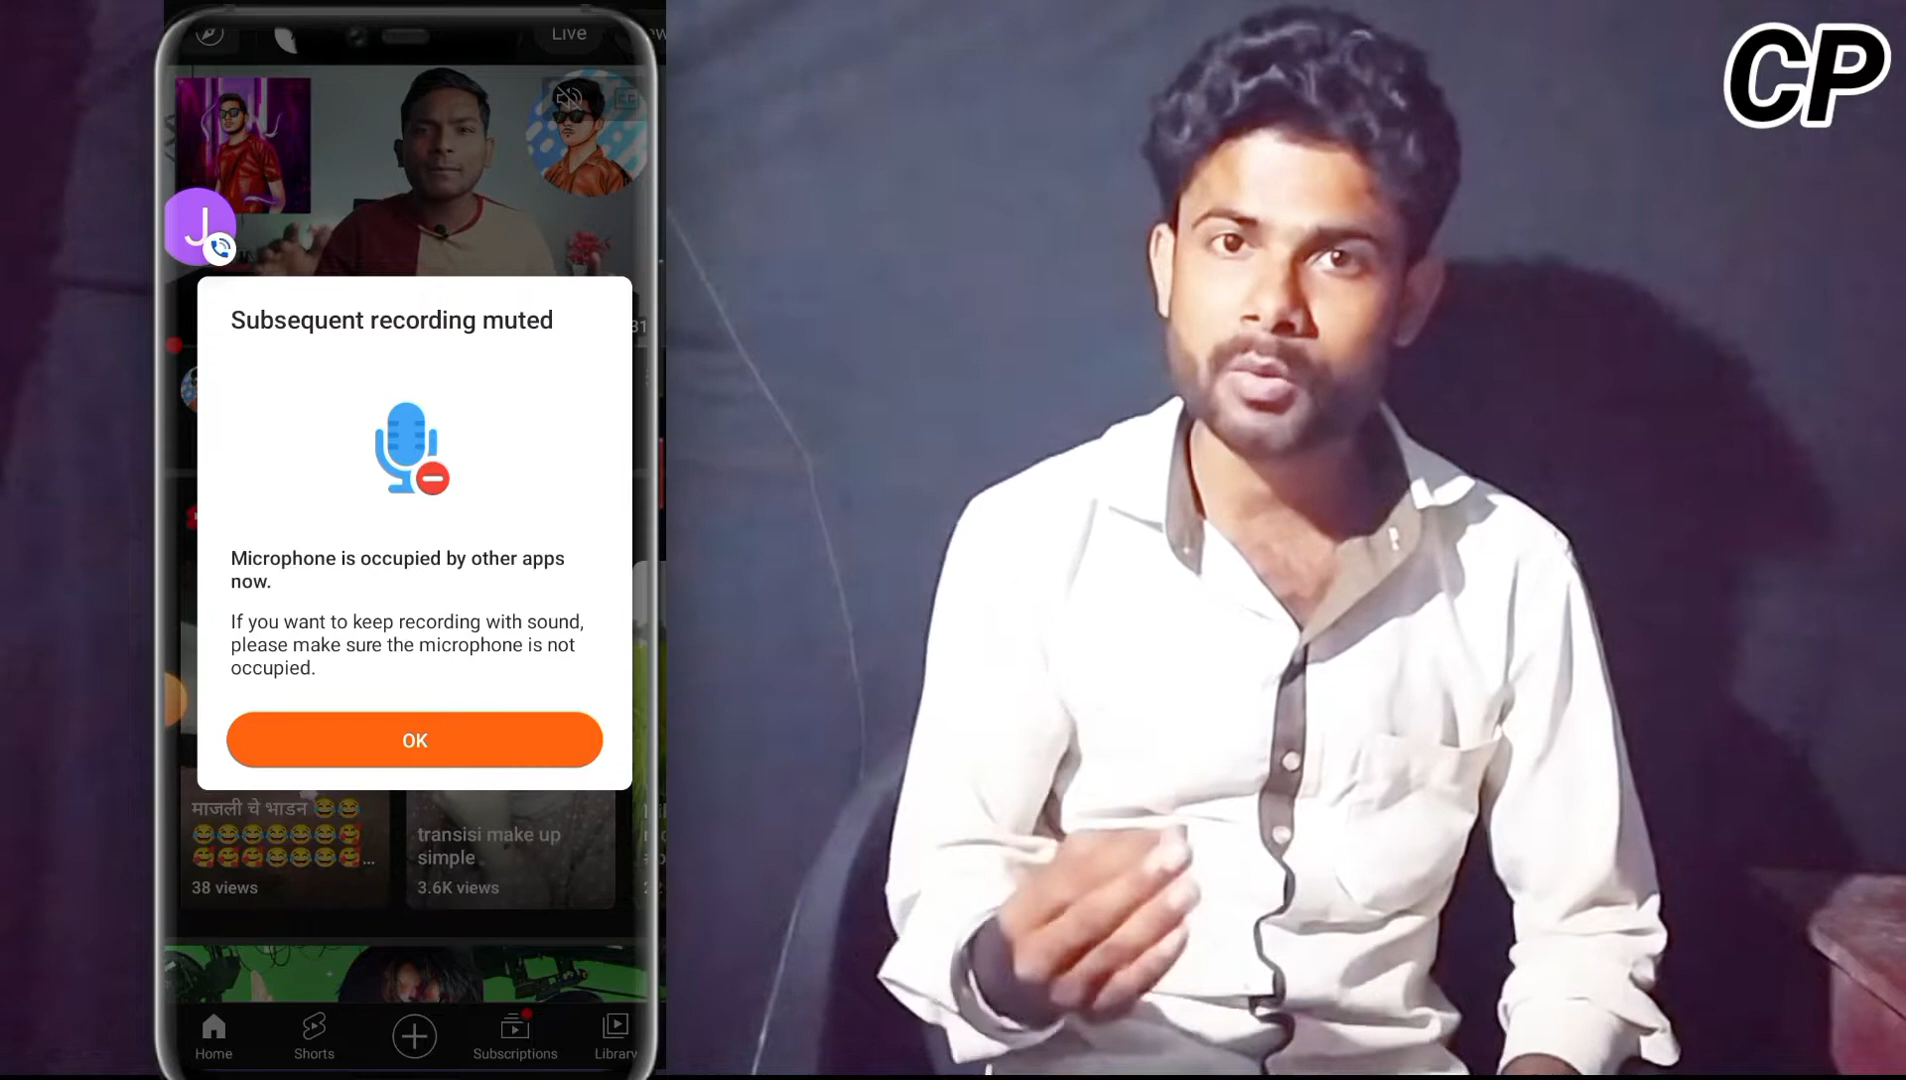 CP
Live
J
Subsequent recording muted
Microphone is occupied by other apps
now.
If you want to keep recording with sound,
please make sure the microphone is not
occupied.
OK
माजली चे भाडन 😂😂
😂😂😂😂😂😂🥰
🥰🥰🥰😂😂😂🥰...
38 views
transisi make up
simple
3.6K views
Home
Shorts
Subscriptions
Library